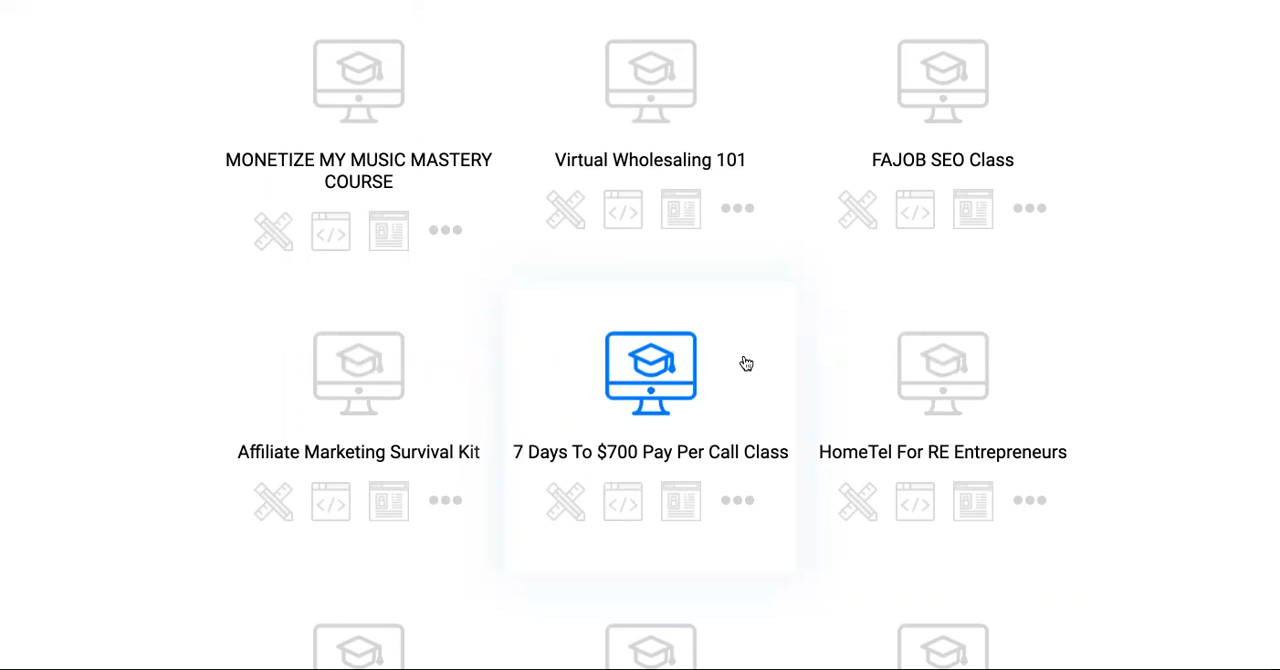 MONETIZE MY MUSIC MASTERY
COURSE
Virtual Wholesaling 101
FAJOB SEO Class
Affiliate Marketing Survival Kit
7 Days To $700 Pay Per Call Class
HomeTel For RE Entrepreneurs